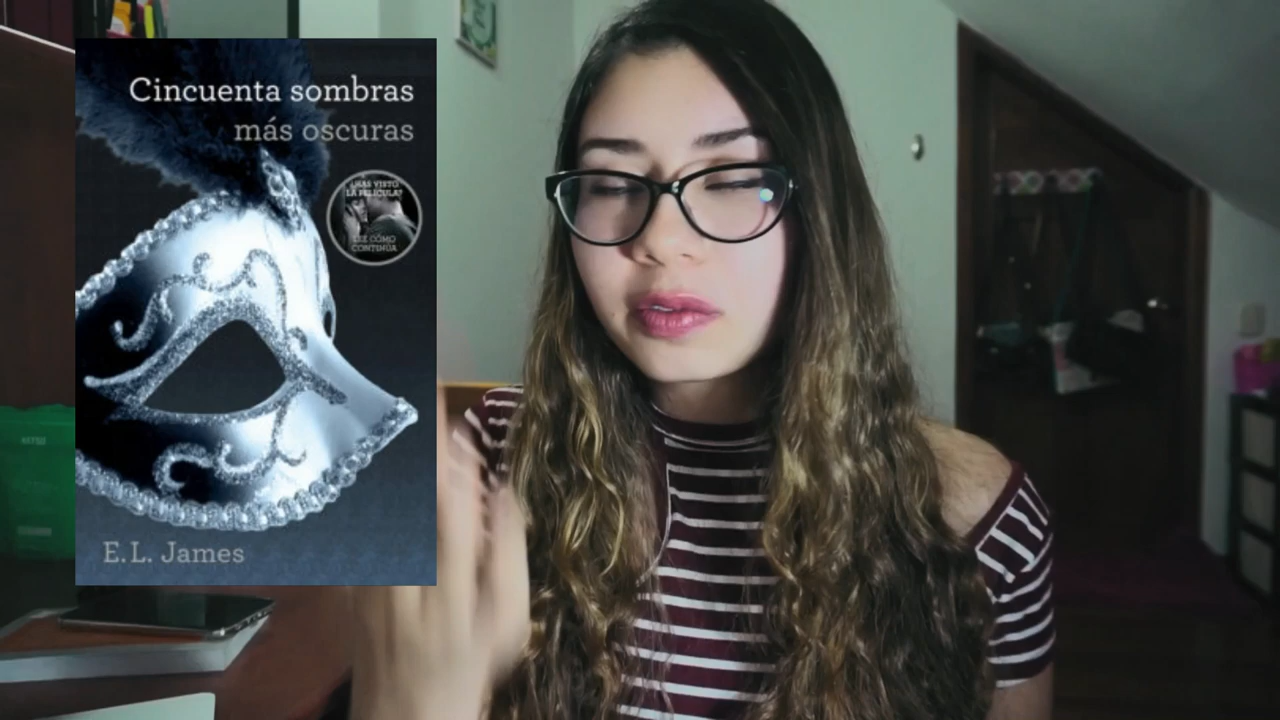 Cincuenta sombras
más oscuras
¿HAS VISTO
LA PELÍCULA?
LEE CÓMO
CONTINÚA
E.L. James